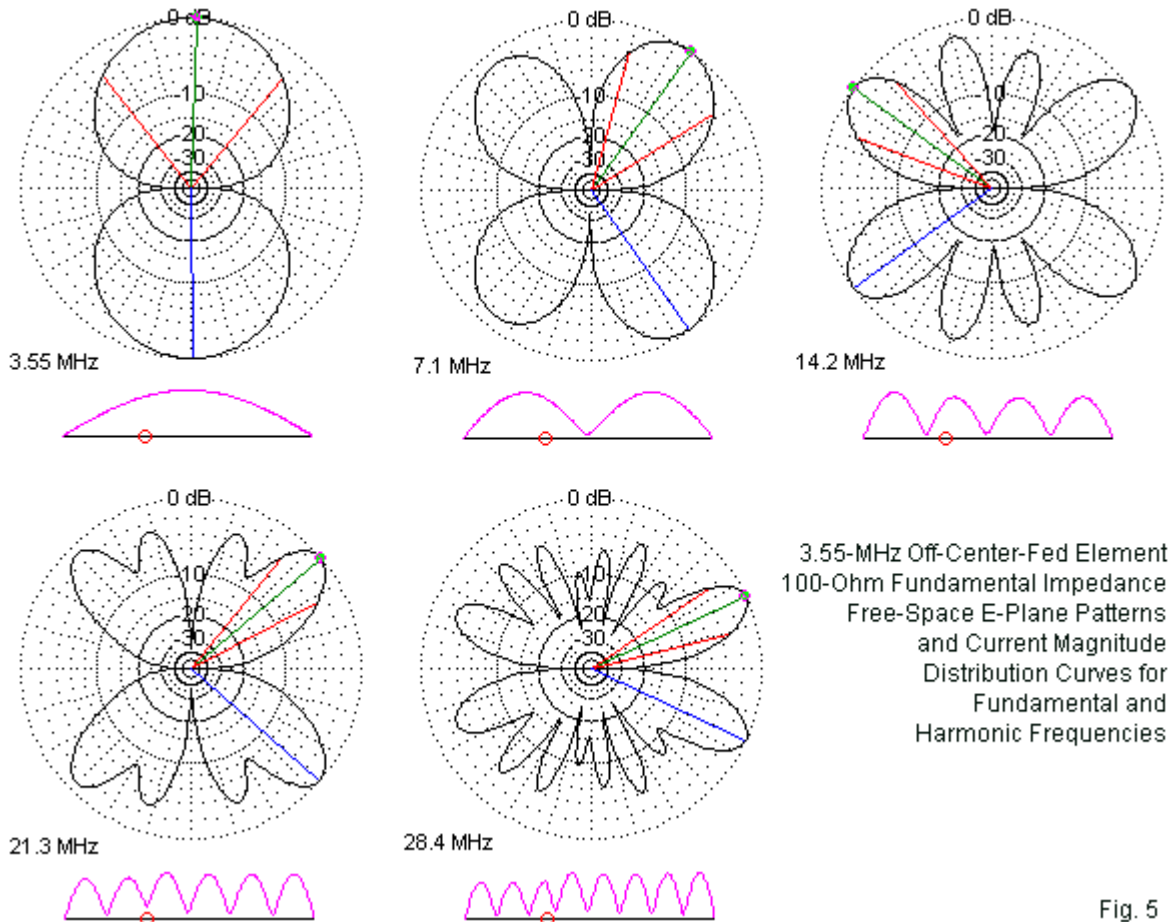 0 dB
10
20
30
3.55 MHz
0 dB
10
20
30
7.1 MHz
0 dB
10
20
30
14.2 MHz
0 dB
10
20
30
21.3 MHz
0 dB
10
20
30
28.4 MHz
3.55-MHz Off-Center-Fed Element
100-Ohm Fundamental Impedance
Free-Space E-Plane Patterns
and Current Magnitude
Distribution Curves for
Fundamental and
Harmonic Frequencies
Fig. 5